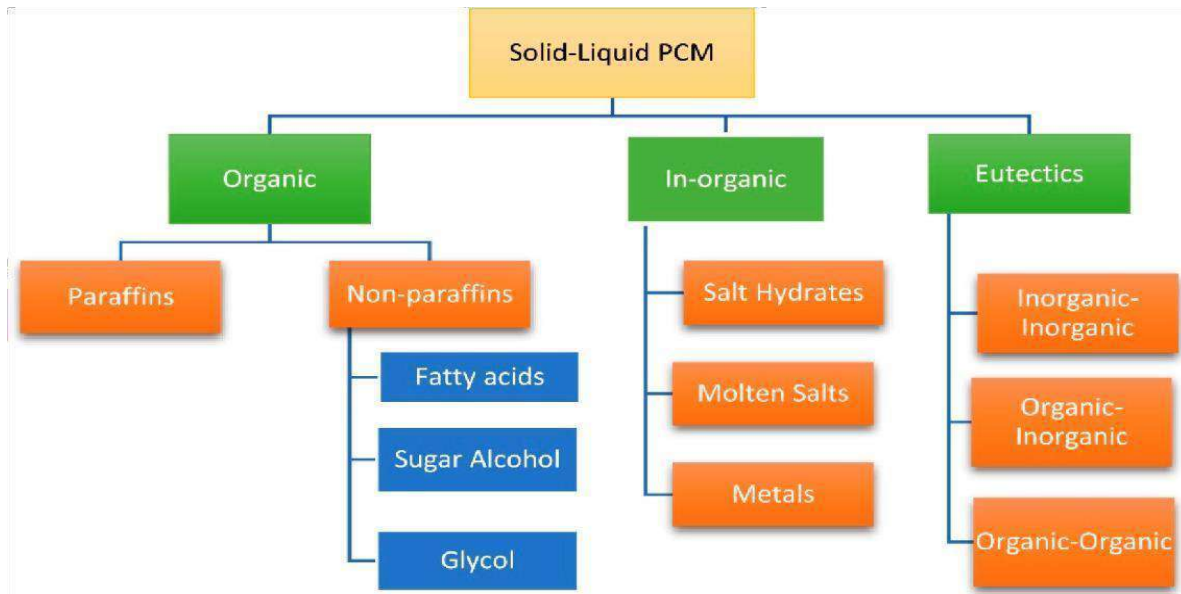 Solid-Liquid PCM
Organic
In-organic
Eutectics
Paraffins
Non-paraffins
Fatty acids
Sugar Alcohol
Glycol
Salt Hydrates
Molten Salts
Metals
Inorganic-
Inorganic
Organic-
Inorganic
Organic-Organic